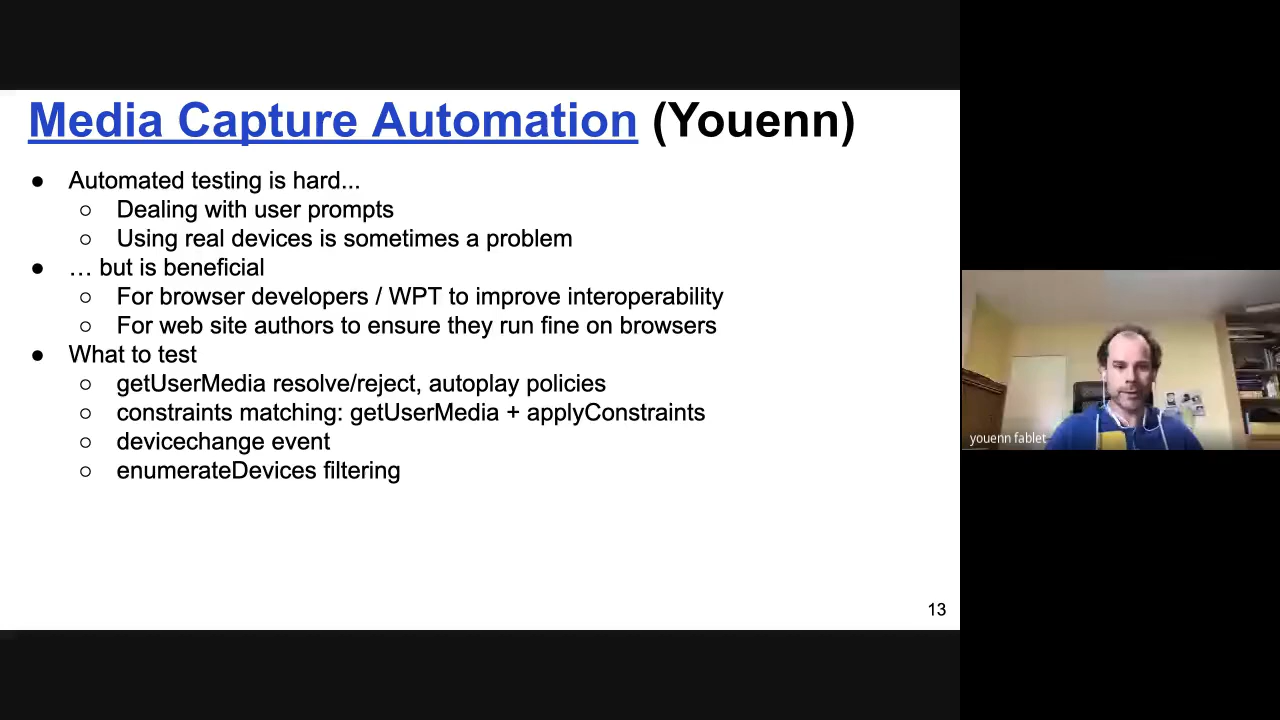 Media Capture Automation (Youenn)
● Automated testing is hard...
○ Dealing with user prompts
○ Using real devices is sometimes a problem
● … but is beneficial
○ For browser developers / WPT to improve interoperability
○ For web site authors to ensure they run fine on browsers
● What to test
○ getUserMedia resolve/reject, autoplay policies
○ constraints matching: getUserMedia + applyConstraints
○ devicechange event
○ enumerateDevices filtering
13
youenn fablet